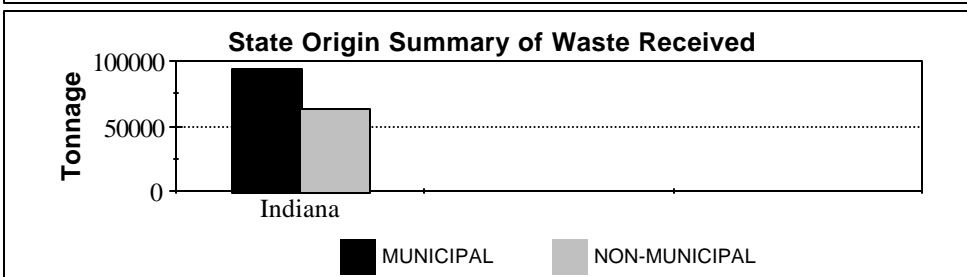 State Origin Summary of Waste Received
Tonnage
100000
50000
0
Indiana
MUNICIPAL NON-MUNICIPAL